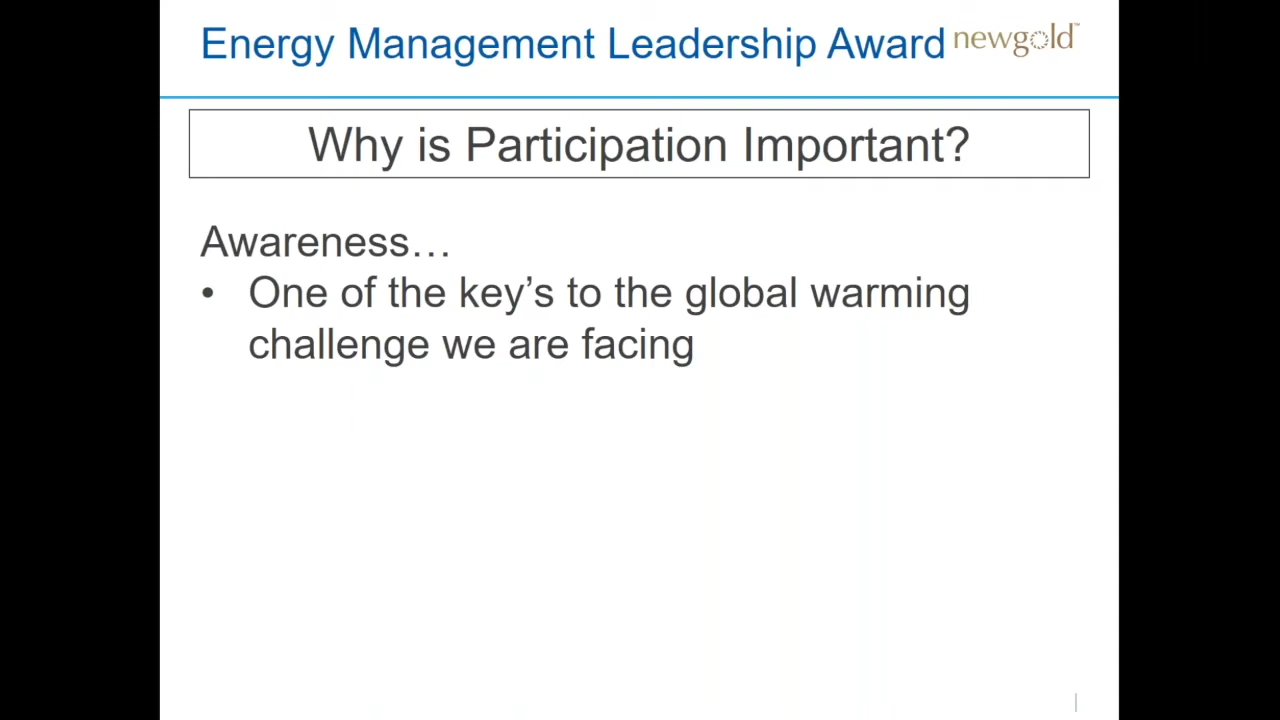 Energy Management Leadership Award newgold™
Why is Participation Important?
Awareness…
• One of the key’s to the global warming
challenge we are facing